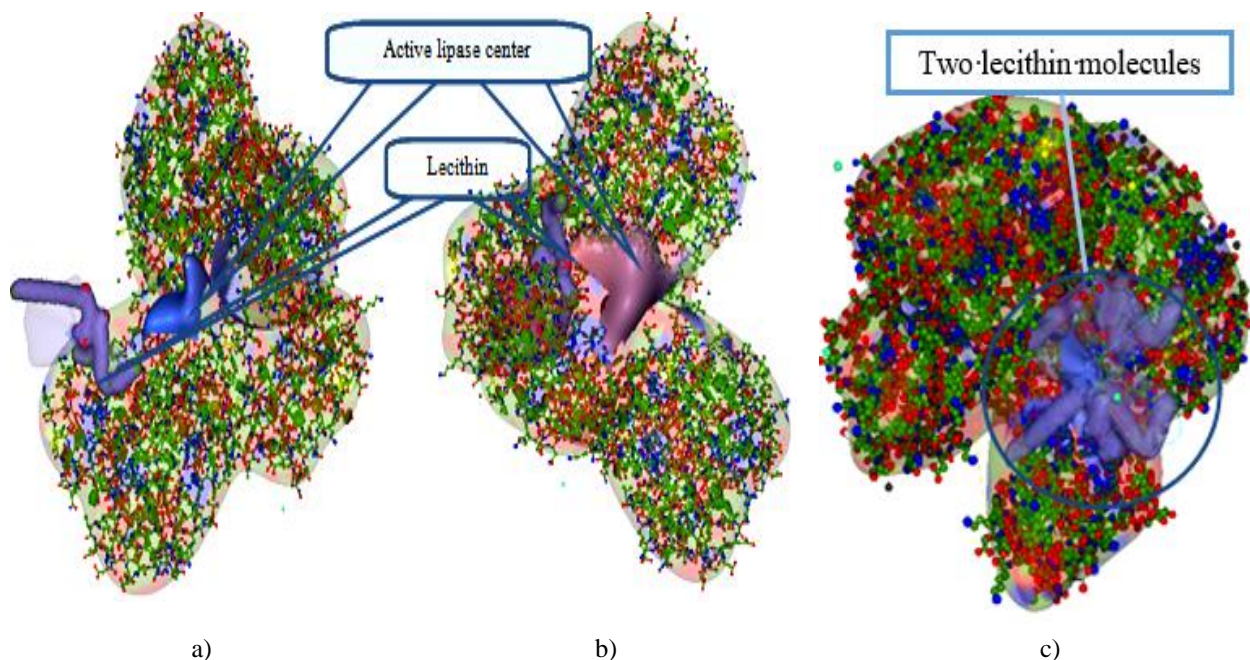 Active lipase center
Lecithin
Two·lecithin·molecules
a)
b)
c)